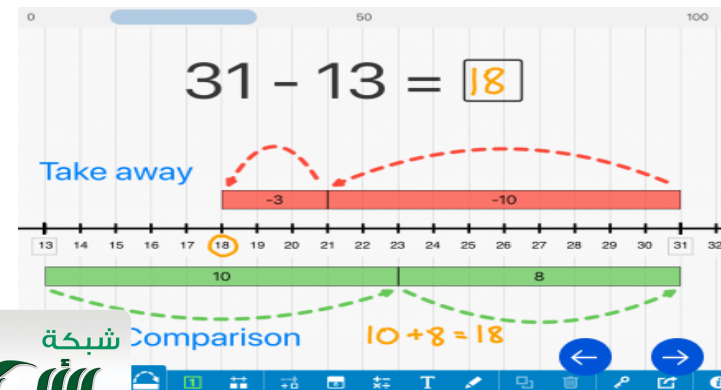 0 50 100
31 - 13 = 18
Take away
-3 -10
13 14 15 16 17 18 19 20 21 22 23 24 25 26 27 28 29 30 31 32
10 8
شبكة
Comparison 10 + 8 = 18
1 T